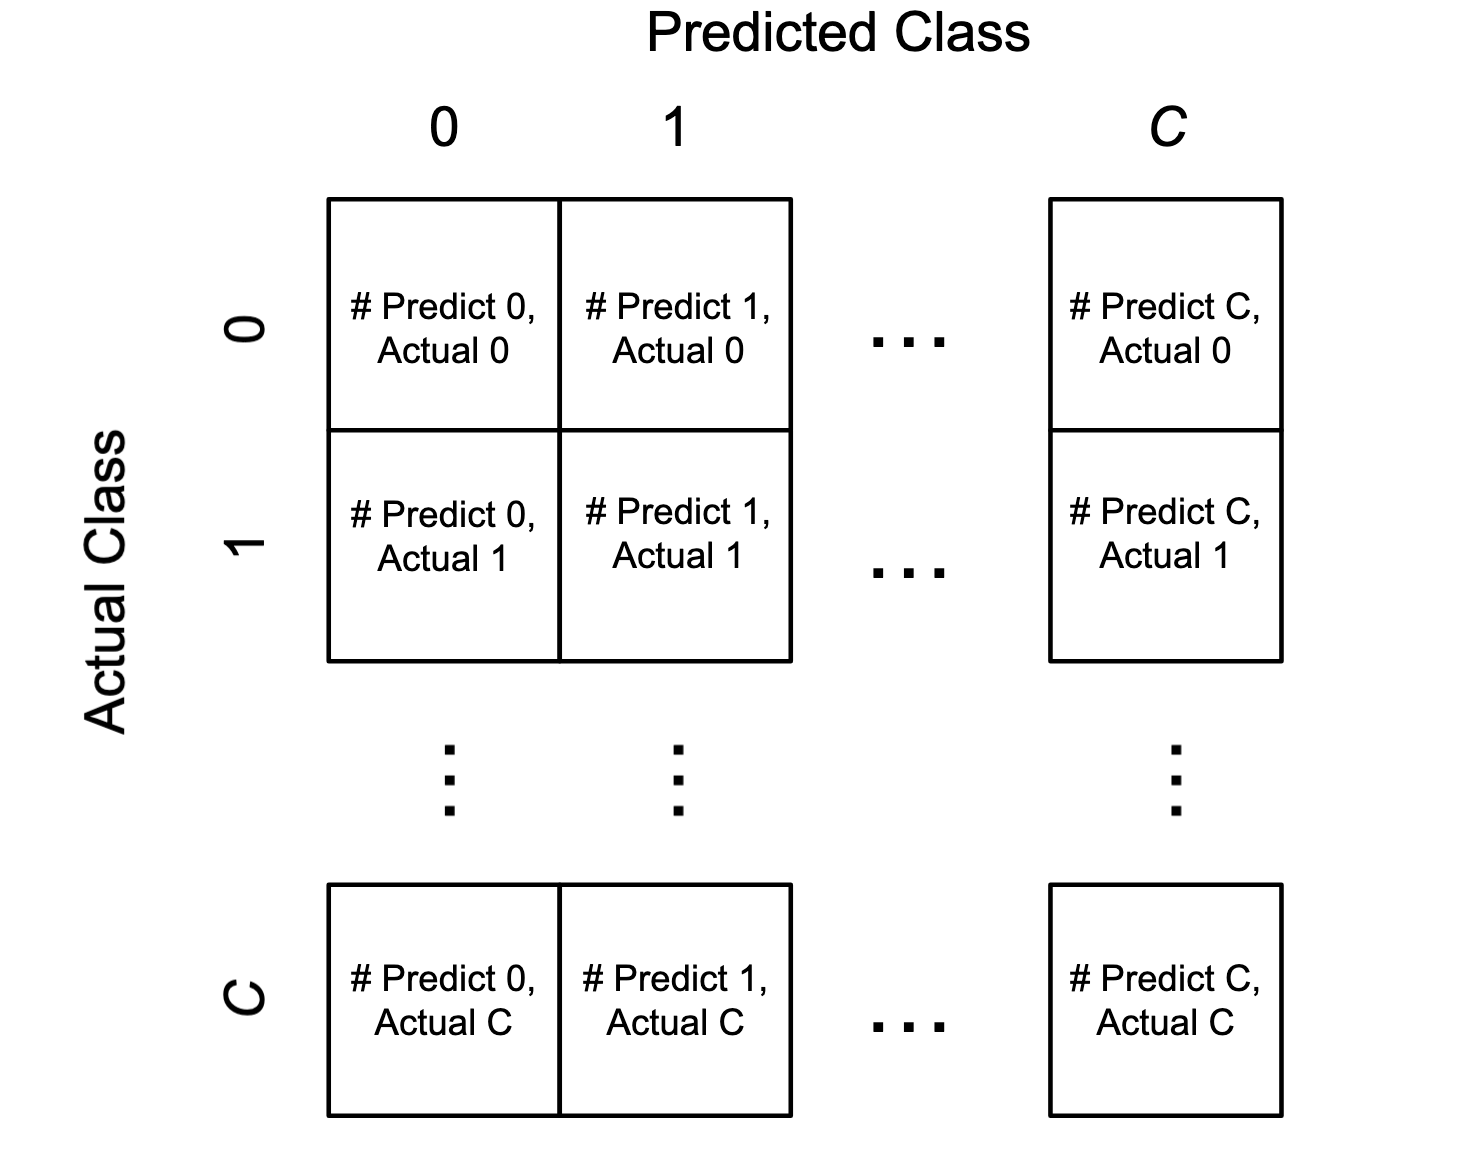 Predicted Class
0 1 C
Actual Class
0
# Predict 0,
Actual 0
# Predict 1,
Actual 0
...
# Predict C,
Actual 0
1
# Predict 0,
Actual 1
# Predict 1,
Actual 1
...
# Predict C,
Actual 1
C
# Predict 0,
Actual C
# Predict 1,
Actual C
...
# Predict C,
Actual C